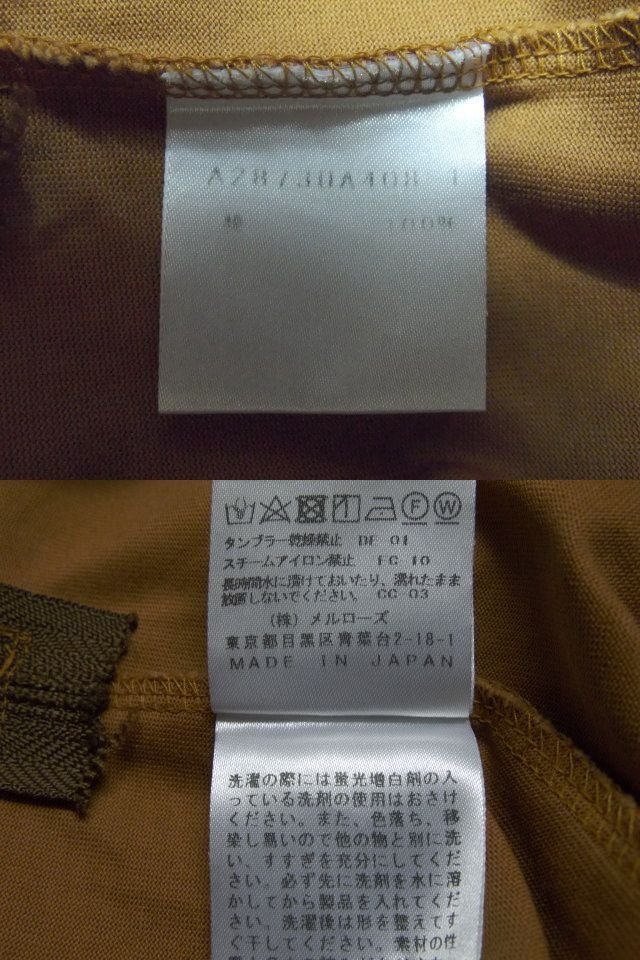 A28730A408 1
綿 100%
F W
タンブラー乾燥禁止 DF 01
スチームアイロン禁止 FC 10
長時間水に漬けておいたり、濡れたまま
放置しないでください。 CC 03
(株) メルローズ
東京都目黒区青葉台2-18-1
MADE IN JAPAN
洗濯の際には蛍光増白剤の入
っている洗剤の使用はおさけ
ください。また、色落ち、移
染し易いので他の物と別に洗
い、すすぎを充分にしてくだ
さい。必ず先に洗剤を水に溶
かしてから製品を入れてくだ
さい。洗濯後は形を整えてす
ぐ干してください。素材の性